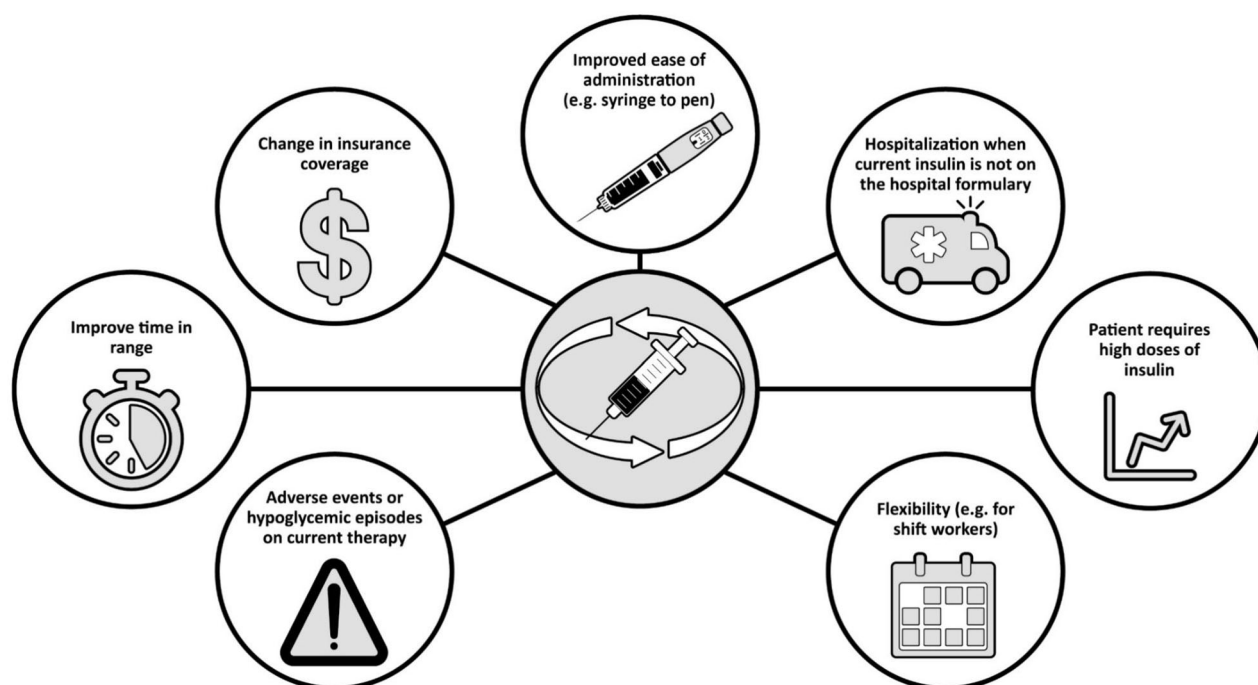 Improved ease of
administration
(e.g. syringe to pen)
Change in insurance
coverage
Hospitalization when
current insulin is not on
the hospital formulary
Improve time in
range
Patient requires
high doses of
insulin
Adverse events or
hypoglycemic episodes
on current therapy
Flexibility (e.g. for
shift workers)